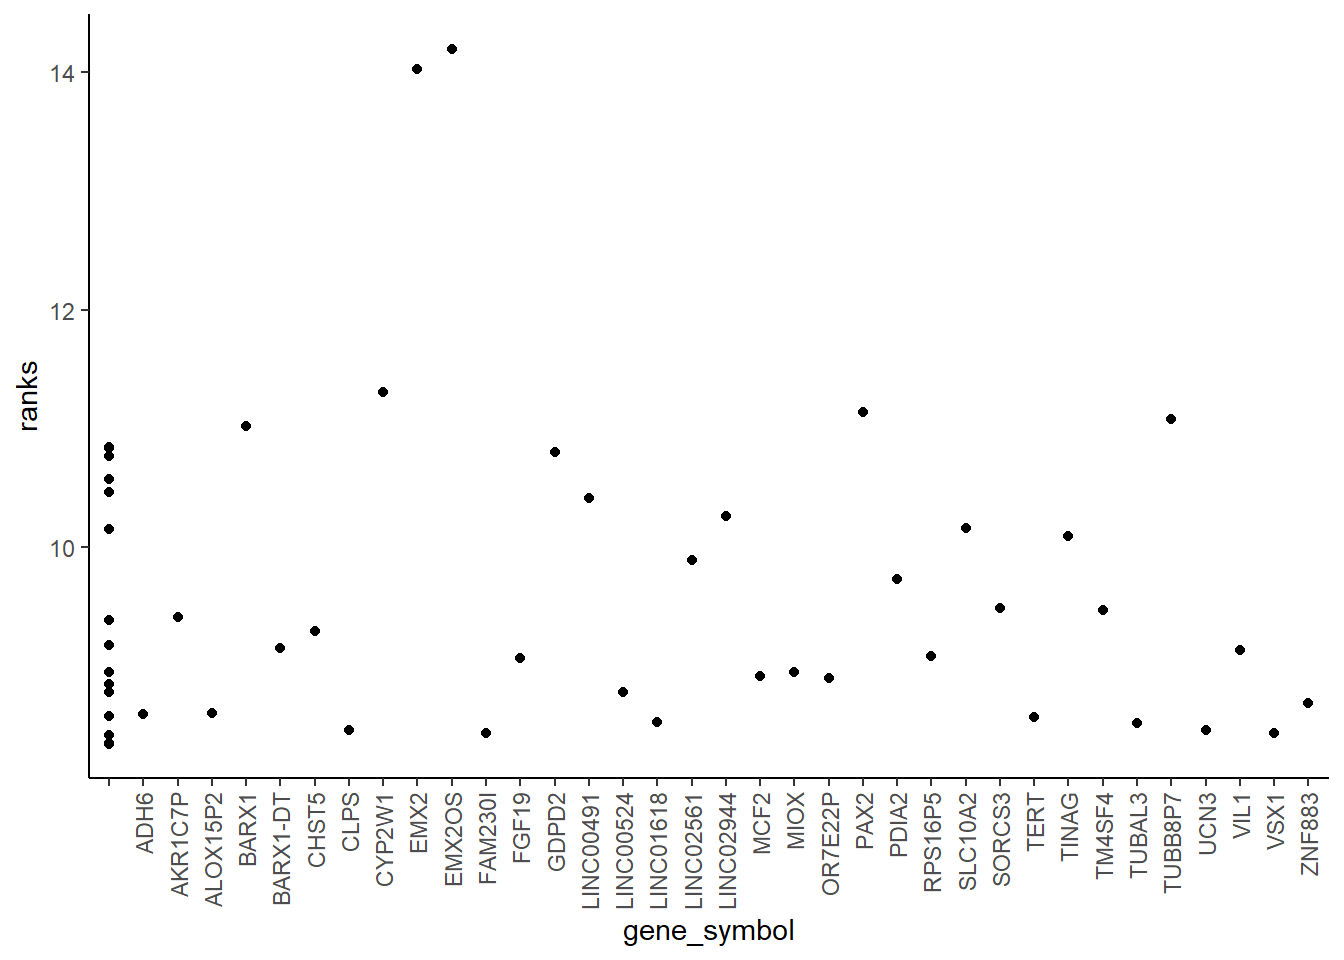 14
12
10
ranks
ADH6
AKR1C7P
ALOX15P2
BARX1
BARX1-DT
CHST5
CLPS
CYP2W1
EMX2
EMX2OS
FAM230I
FGF19
GDPD2
LINC00491
LINC00524
LINC01618
LINC02561
LINC02944
MCF2
MIOX
OR7E22P
PAX2
PDIA2
RPS16P5
SLC10A2
SORCS3
TERT
TINAG
TM4SF4
TUBAL3
TUBB8P7
UCN3
VIL1
VSX1
ZNF883
gene_symbol